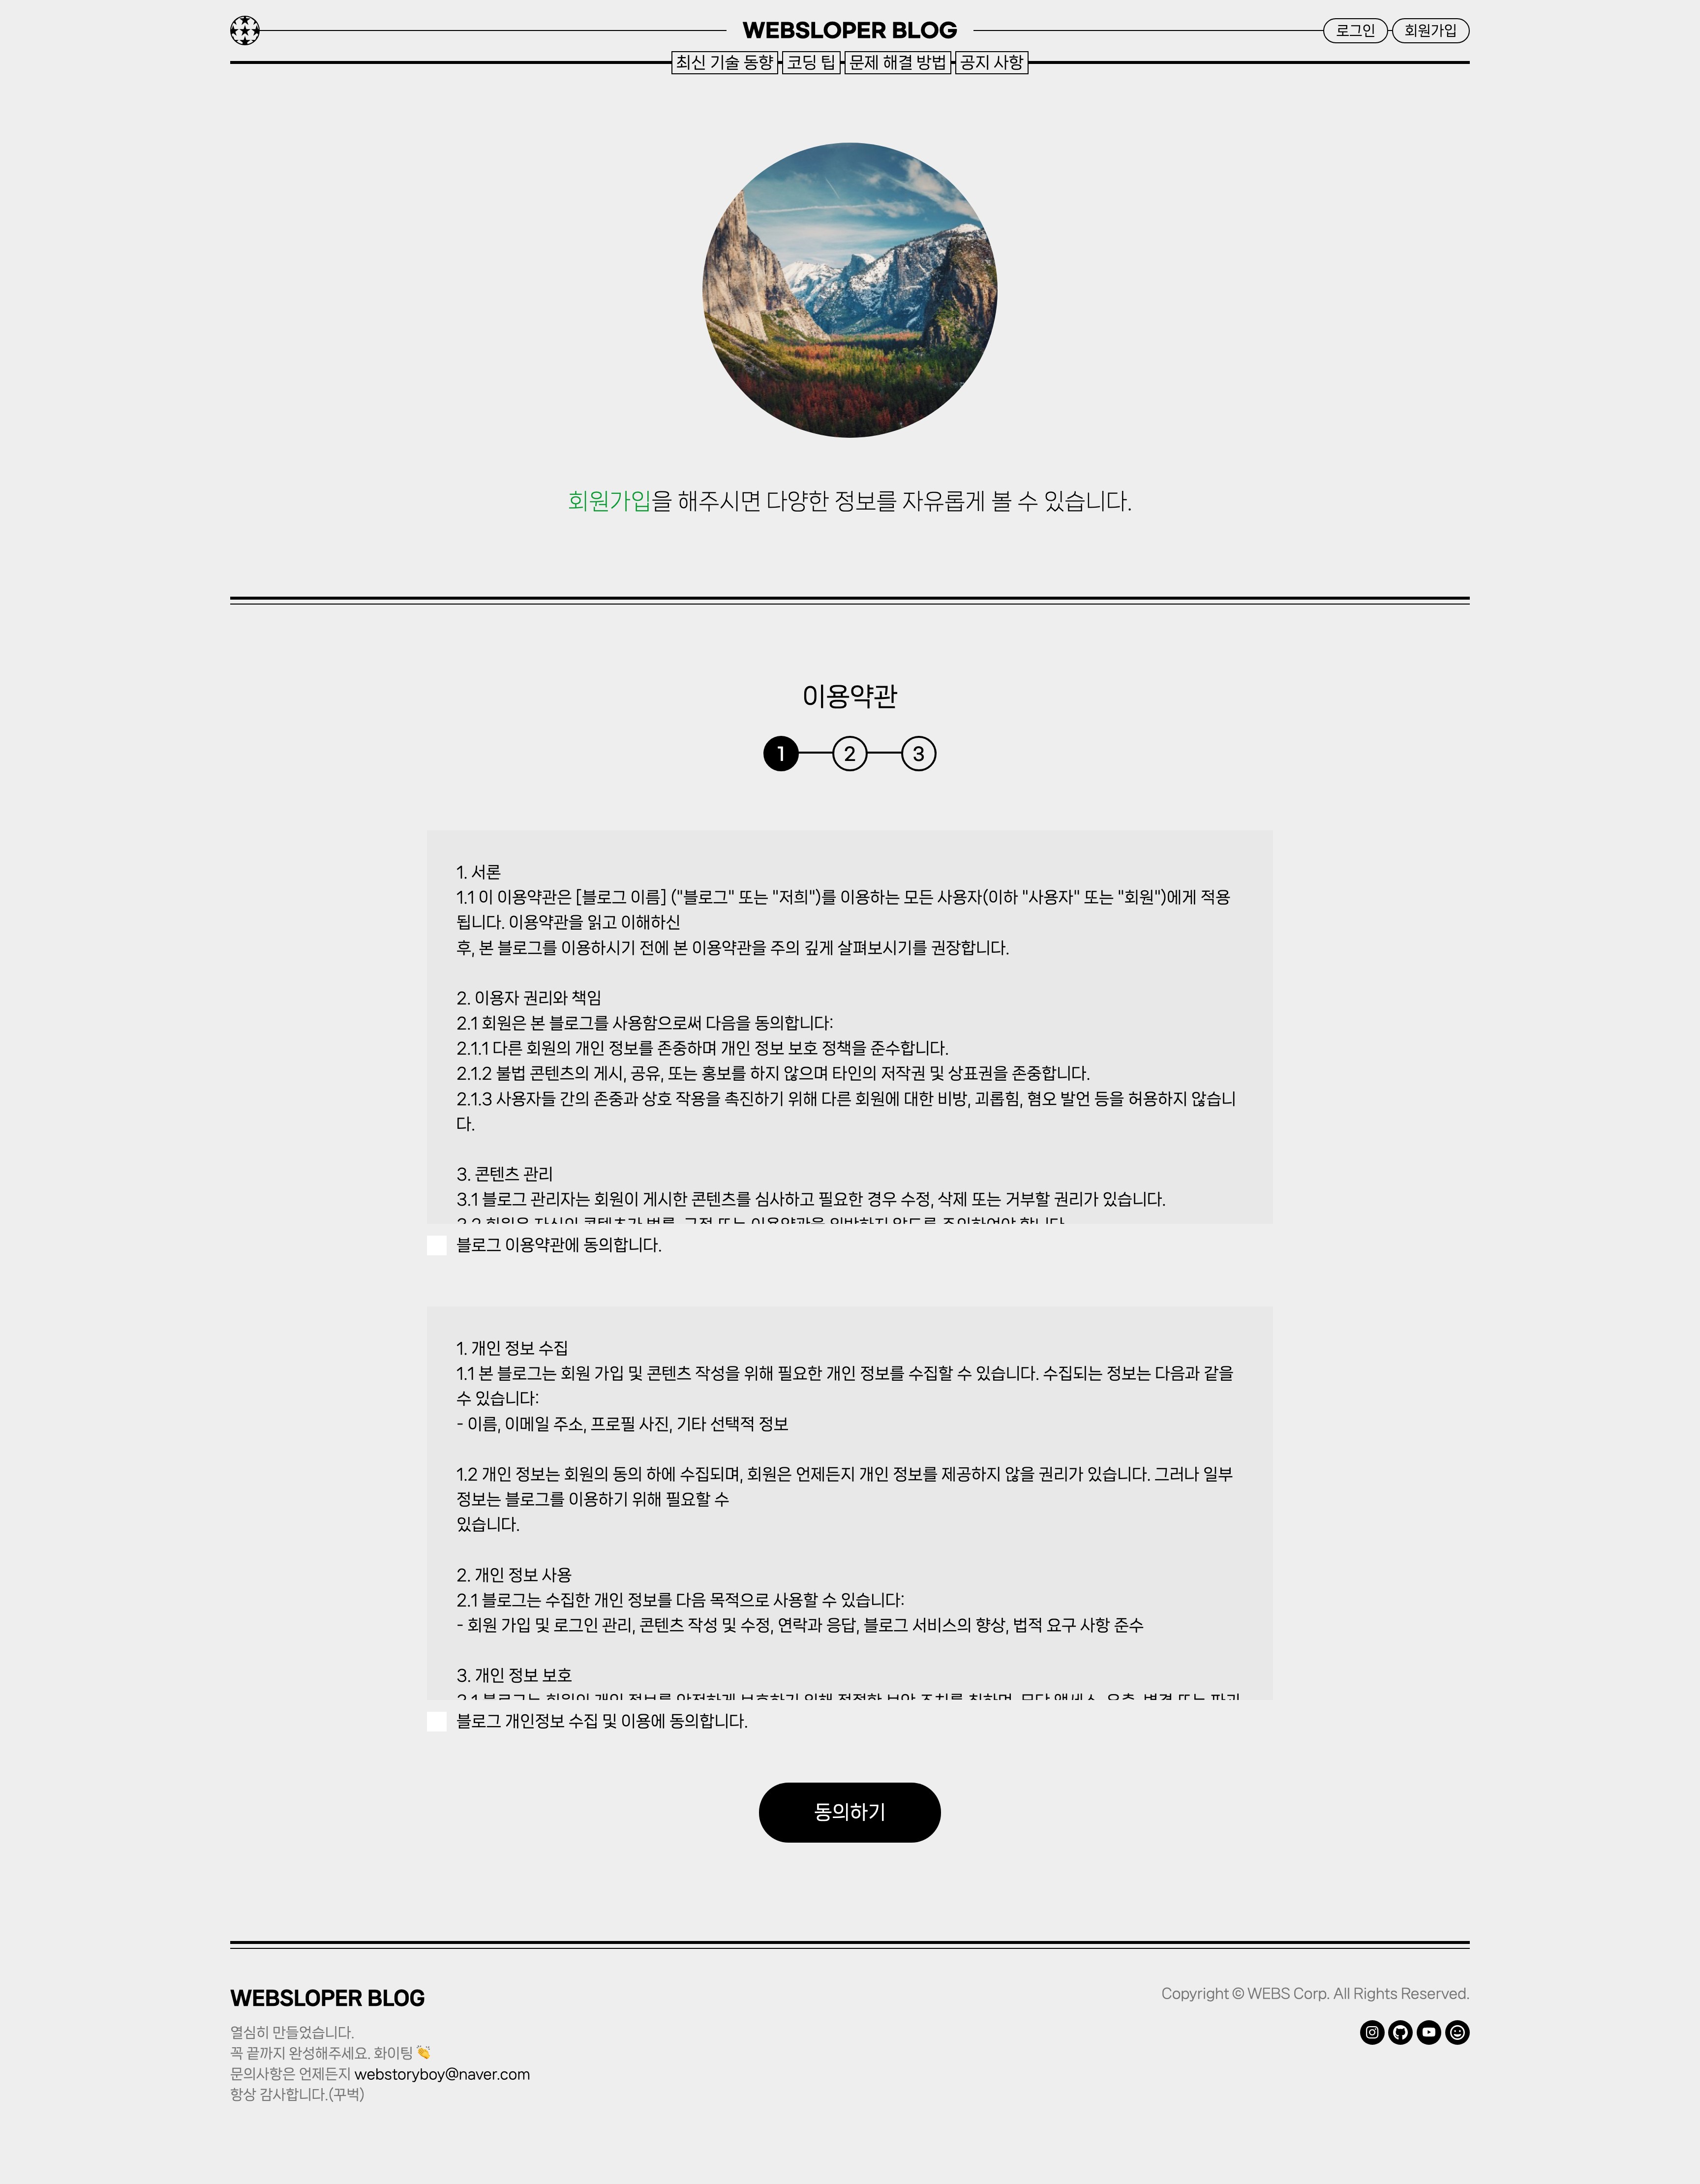 WEBSLOPER BLOG
로그인 회원가입
최신 기술 동향 코딩 팁 문제 해결 방법 공지 사항
회원가입을 해주시면 다양한 정보를 자유롭게 볼 수 있습니다.
이용약관
1 2 3
1. 서론
1.1 이 이용약관은 [블로그 이름] ("블로그" 또는 "저희")를 이용하는 모든 사용자(이하 "사용자" 또는 "회원")에게 적용
됩니다. 이용약관을 읽고 이해하신
후, 본 블로그를 이용하시기 전에 본 이용약관을 주의 깊게 살펴보시기를 권장합니다.
2. 이용자 권리와 책임
2.1 회원은 본 블로그를 사용함으로써 다음을 동의합니다:
2.1.1 다른 회원의 개인 정보를 존중하며 개인 정보 보호 정책을 준수합니다.
2.1.2 불법 콘텐츠의 게시, 공유, 또는 홍보를 하지 않으며 타인의 저작권 및 상표권을 존중합니다.
2.1.3 사용자들 간의 존중과 상호 작용을 촉진하기 위해 다른 회원에 대한 비방, 괴롭힘, 혐오 발언 등을 허용하지 않습니
다.
3. 콘텐츠 관리
3.1 블로그 관리자는 회원이 게시한 콘텐츠를 심사하고 필요한 경우 수정, 삭제 또는 거부할 권리가 있습니다.
블로그 이용약관에 동의합니다.
1. 개인 정보 수집
1.1 본 블로그는 회원 가입 및 콘텐츠 작성을 위해 필요한 개인 정보를 수집할 수 있습니다. 수집되는 정보는 다음과 같을
수 있습니다:
- 이름, 이메일 주소, 프로필 사진, 기타 선택적 정보
1.2 개인 정보는 회원의 동의 하에 수집되며, 회원은 언제든지 개인 정보를 제공하지 않을 권리가 있습니다. 그러나 일부
정보는 블로그를 이용하기 위해 필요할 수
있습니다.
2. 개인 정보 사용
2.1 블로그는 수집한 개인 정보를 다음 목적으로 사용할 수 있습니다:
- 회원 가입 및 로그인 관리, 콘텐츠 작성 및 수정, 연락과 응답, 블로그 서비스의 향상, 법적 요구 사항 준수
3. 개인 정보 보호
블로그 개인정보 수집 및 이용에 동의합니다.
동의하기
WEBSLOPER BLOG
열심히 만들었습니다.
꼭 끝까지 완성해주세요. 화이팅👏
문의사항은 언제든지 webstoryboy@naver.com
항상 감사합니다.(꾸벅)
Copyright © WEBS Corp. All Rights Reserved.